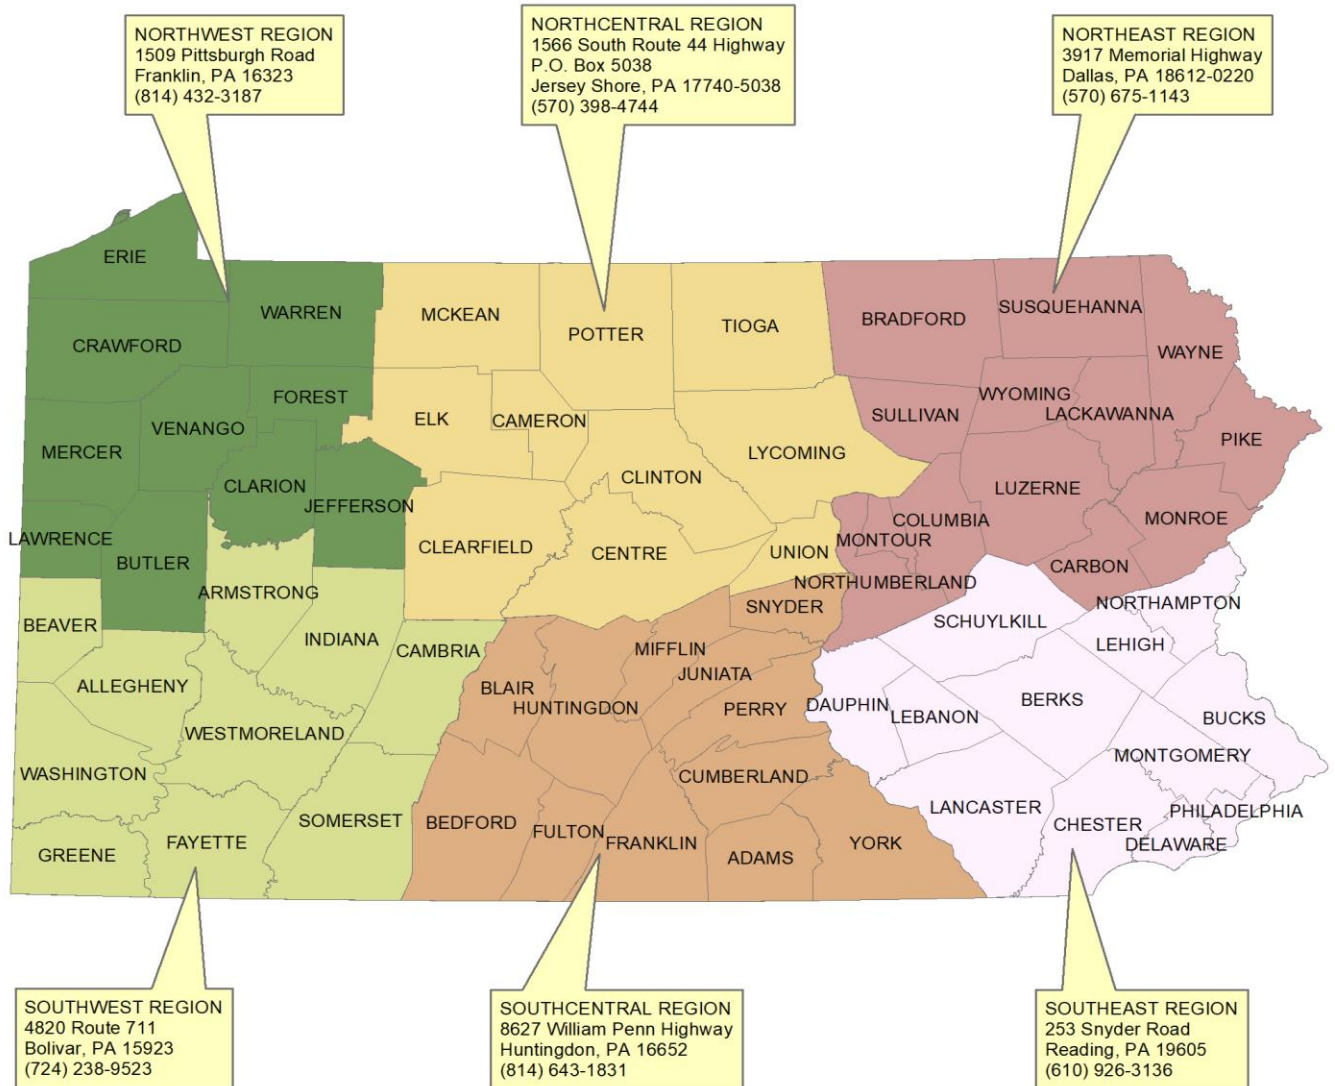 NORTHWEST REGION
1509 Pittsburgh Road
Franklin, PA 16323
(814) 432-3187
NORTHCENTRAL REGION
1566 South Route 44 Highway
P.O. Box 5038
Jersey Shore, PA 17740-5038
(570) 398-4744
NORTHEAST REGION
3917 Memorial Highway
Dallas, PA 18612-0220
(570) 675-1143
ERIE
WARREN
CRAWFORD
FOREST
VENANGO
MERCER
CLARION
JEFFERSON
LAWRENCE
BUTLER
MCKEAN
POTTER
TIOGA
ELK
CAMERON
LYCOMING
CLINTON
CLEARFIELD
CENTRE
UNION
BRADFORD
SUSQUEHANNA
WAYNE
WYOMING
LACKAWANNA
SULLIVAN
PIKE
LUZERNE
COLUMBIA
MONROE
MONTOUR
CARBON
NORTHUMBERLAND
ARMSTRONG
BEAVER
INDIANA
CAMBRIA
ALLEGHENY
WESTMORELAND
WASHINGTON
SOMERSET
FAYETTE
GREENE
SNYDER
MIFFLIN
JUNIATA
BLAIR
HUNTINGDON
PERRY
CUMBERLAND
BEDFORD
FULTON
FRANKLIN
ADAMS
YORK
NORTHAMPTON
SCHUYLKILL
LEHIGH
DAUPHIN
LEBANON
BERKS
BUCKS
MONTGOMERY
LANCASTER
CHESTER
PHILADELPHIA
DELAWARE
SOUTHWEST REGION
4820 Route 711
Bolivar, PA 15923
(724) 238-9523
SOUTHCENTRAL REGION
8627 William Penn Highway
Huntingdon, PA 16652
(814) 643-1831
SOUTHEAST REGION
253 Snyder Road
Reading, PA 19605
(610) 926-3136